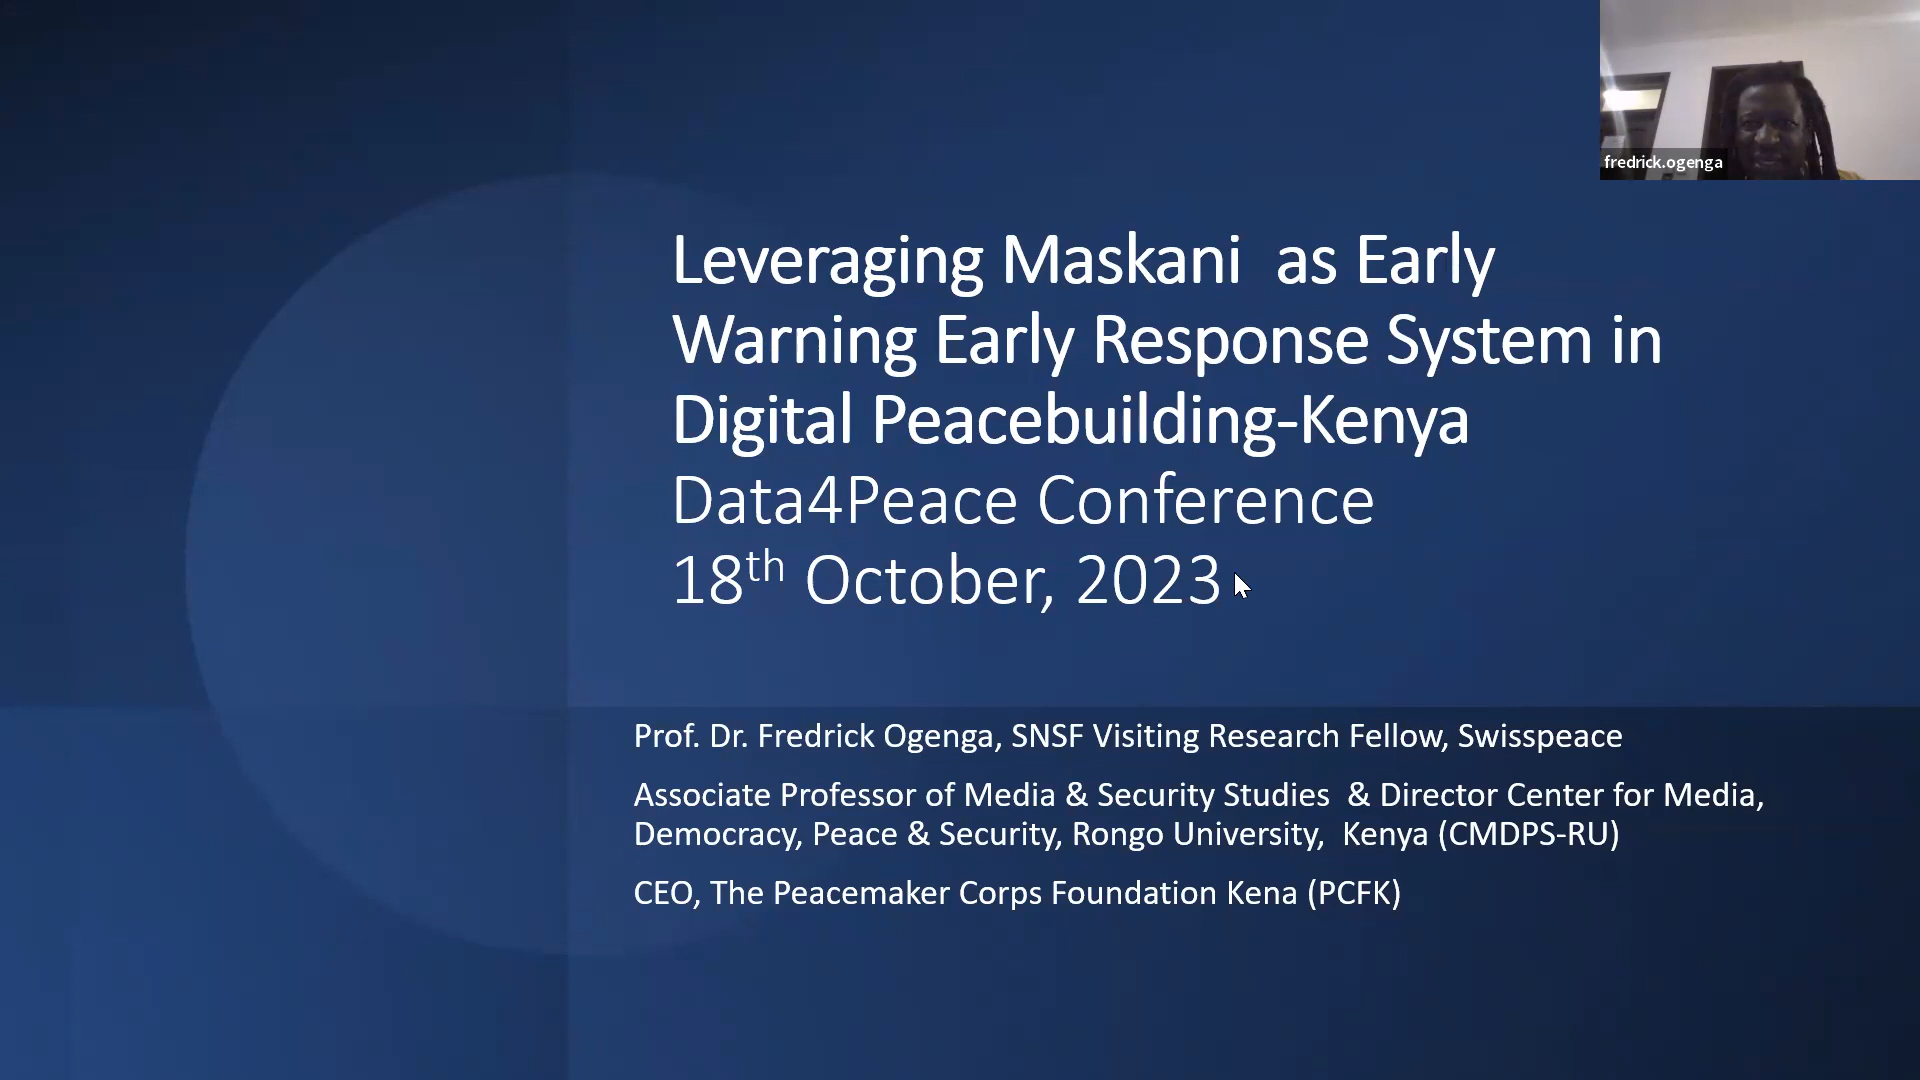 fredrick.ogenga
Leveraging Maskani as Early
Warning Early Response System in
Digital Peacebuilding-Kenya
Data4Peace Conference
18th October, 2023
Prof. Dr. Fredrick Ogenga, SNSF Visiting Research Fellow, Swisspeace
Associate Professor of Media & Security Studies & Director Center for Media,
Democracy, Peace & Security, Rongo University, Kenya (CMDPS-RU)
CEO, The Peacemaker Corps Foundation Kena (PCFK)